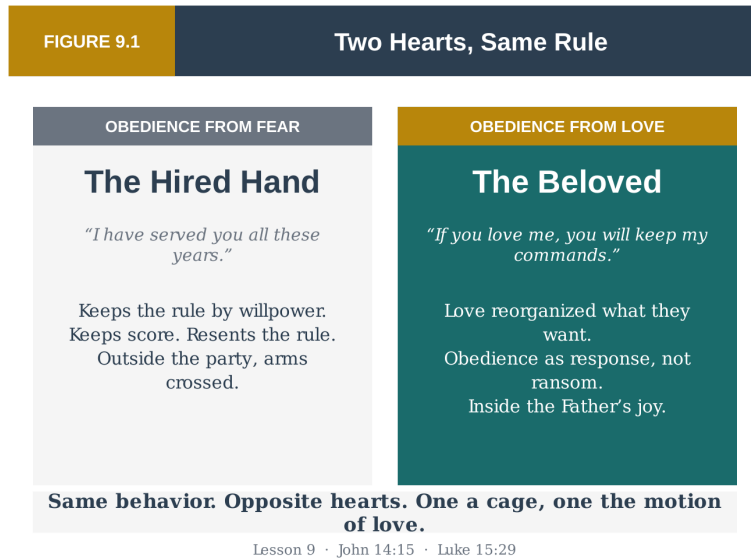 FIGURE 9.1
Two Hearts, Same Rule
OBEDIENCE FROM FEAR
The Hired Hand
“I have served you all these
years.”
Keeps the rule by willpower.
Keeps score. Resents the rule.
Outside the party, arms
crossed.
OBEDIENCE FROM LOVE
The Beloved
“If you love me, you will keep my
commands.”
Love reorganized what they
want.
Obedience as response, not
ransom.
Inside the Father’s joy.
Same behavior. Opposite hearts. One a cage, one the motion
of love.
Lesson 9 · John 14:15 · Luke 15:29